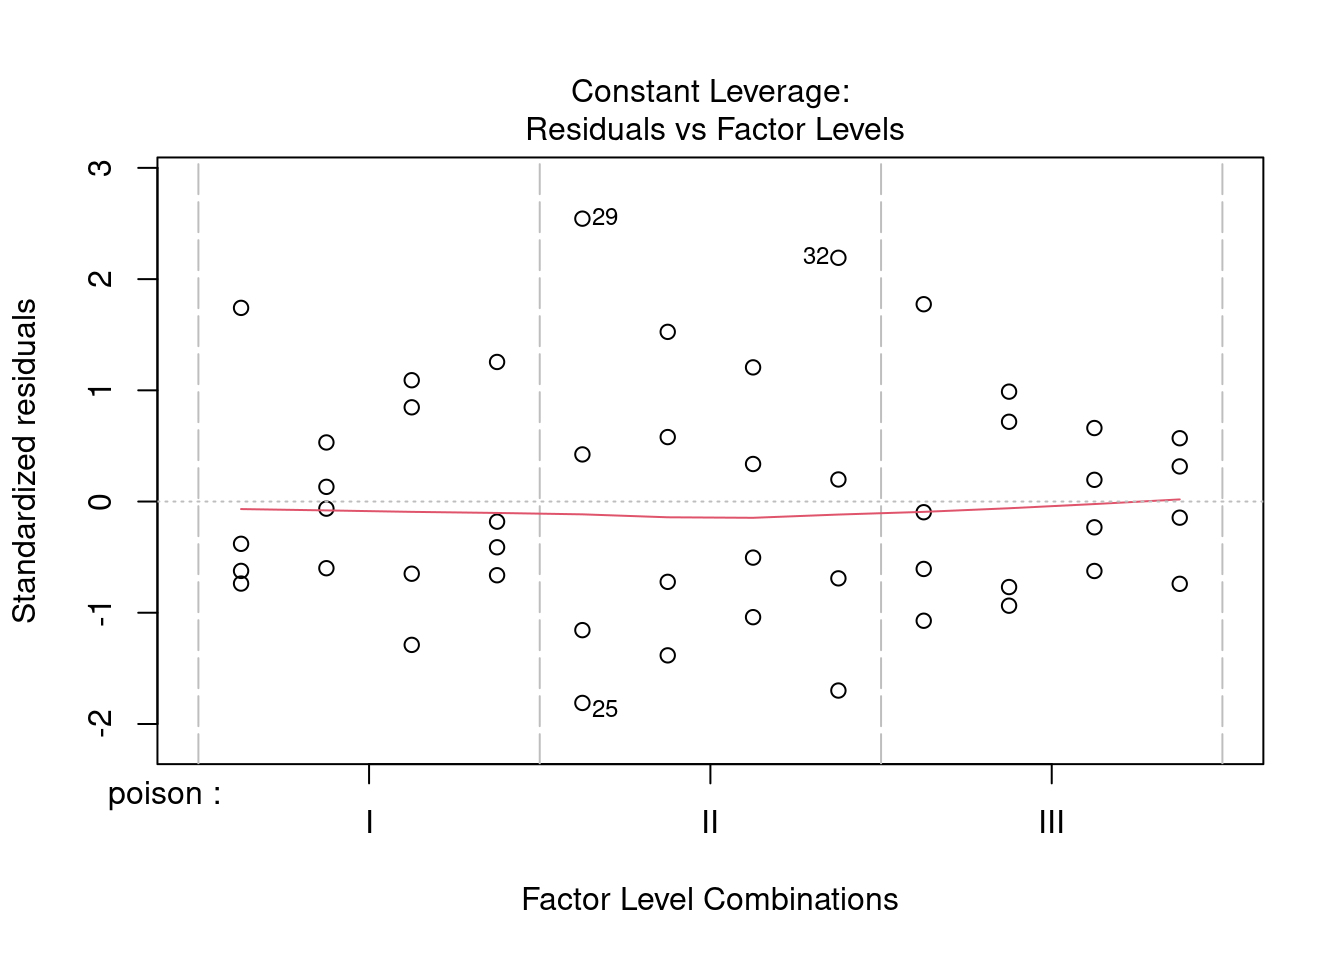 Constant Leverage:
Residuals vs Factor Levels
Standardized residuals
3
2
1
0
-1
-2
29
32
25
poison :
I
II
III
Factor Level Combinations